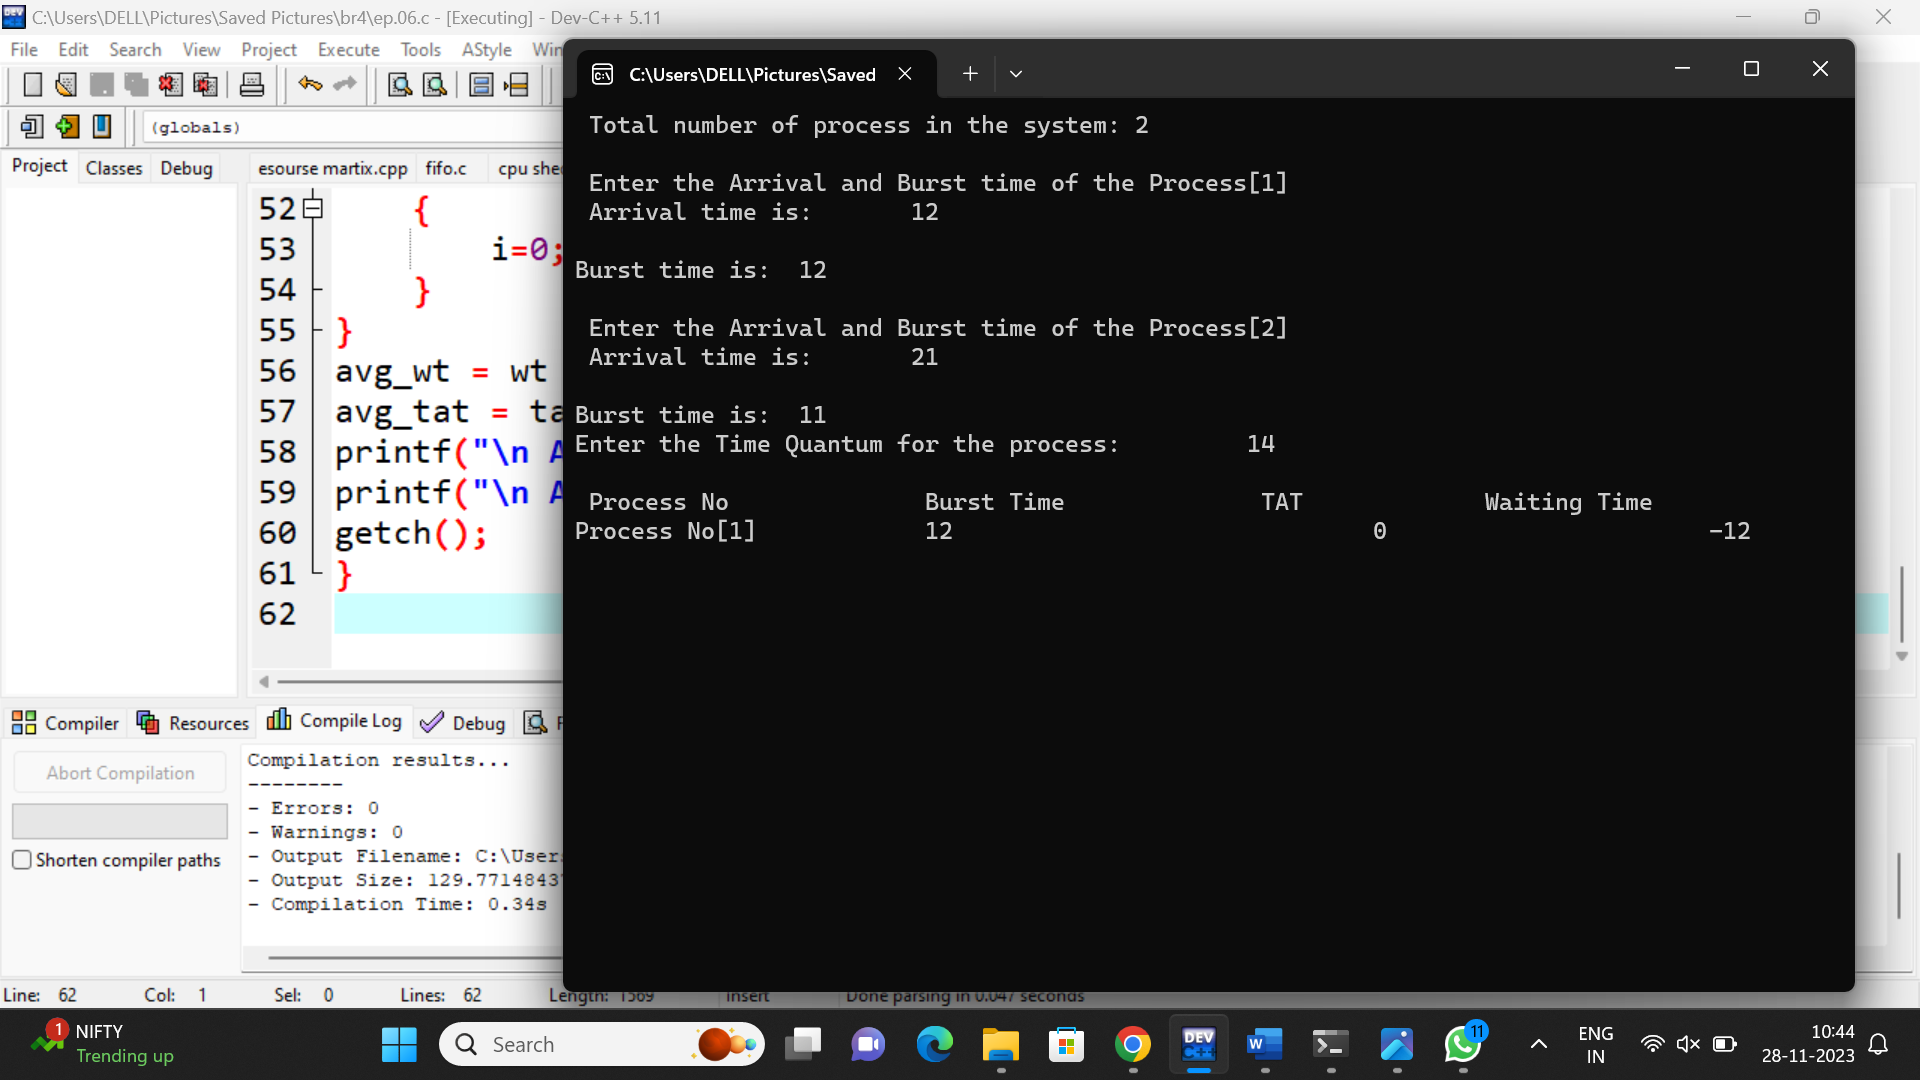 C:\Users\DELL\Pictures\Saved Pictures\br4\ep.06.c - [Executing] - Dev-C++ 5.11
File Edit Search View Project Execute Tools AStyle Win
C:\Users\DELL\Pictures\Saved
(globals)
Project Classes Debug
esourse martix.cpp fifo.c cpu shed
52 {
53 i=0;
54 }
55 }
56 avg_wt = wt
57 avg_tat = ta
58 printf("\n A
59 printf("\n A
60 getch();
61 }
62
Total number of process in the system: 2
Enter the Arrival and Burst time of the Process[1]
Arrival time is: 12
Burst time is: 12
Enter the Arrival and Burst time of the Process[2]
Arrival time is: 21
Burst time is: 11
Enter the Time Quantum for the process: 14
Process No Burst Time TAT Waiting Time
Process No[1] 12 0 -12
Compiler Resources Compile Log Debug
Abort Compilation
Shorten compiler paths
Compilation results...
--------
- Errors: 0
- Warnings: 0
- Output Filename: C:\Users
- Output Size: 129.7714843
- Compilation Time: 0.34s
Line: 62 Col: 1 Sel: 0 Lines: 62 Length: 1569 Insert Done parsing in 0.047 seconds
1
NIFTY
Trending up
Search
DEV
C++
W
11
ENG
IN
10:44
28-11-2023